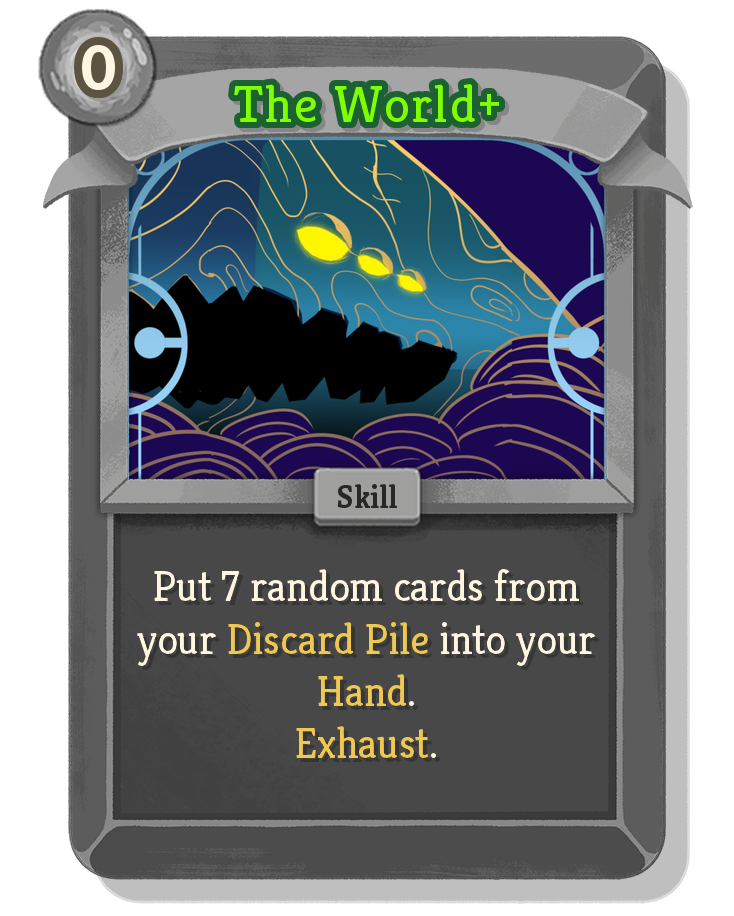 0
The World+
Skill
Put 7 random cards from
your Discard Pile into your
Hand.
Exhaust.